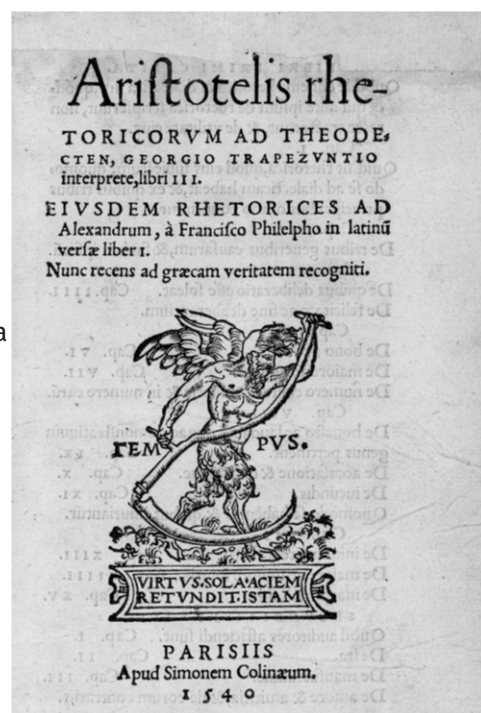 Ariſtotelis rhe-
TORICORVM AD THEODE-
CTEN, GEORGIO TRAPEZVNTIO
interprete, libri III.
EIVSDEM RHETORICES AD
Alexandrum, à Franciſco Philelpho in latinū
verſæ liber 1.
Nunc recens ad græcam veritatem recogniti.
a
TEM PVS.
VIRTVS.SOLA ACIEM
RETVNDIT.ISTAM
PARISIIS
Apud Simonem Colinæum.
1540